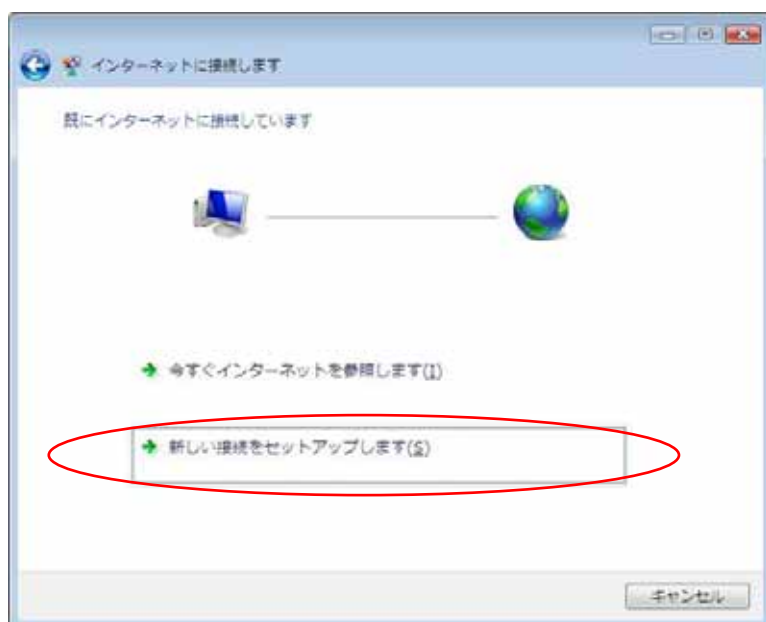 インターネットに接続します
既にインターネットに接続しています
今すぐインターネットを参照します(I)
新しい接続をセットアップします(S)
キャンセル